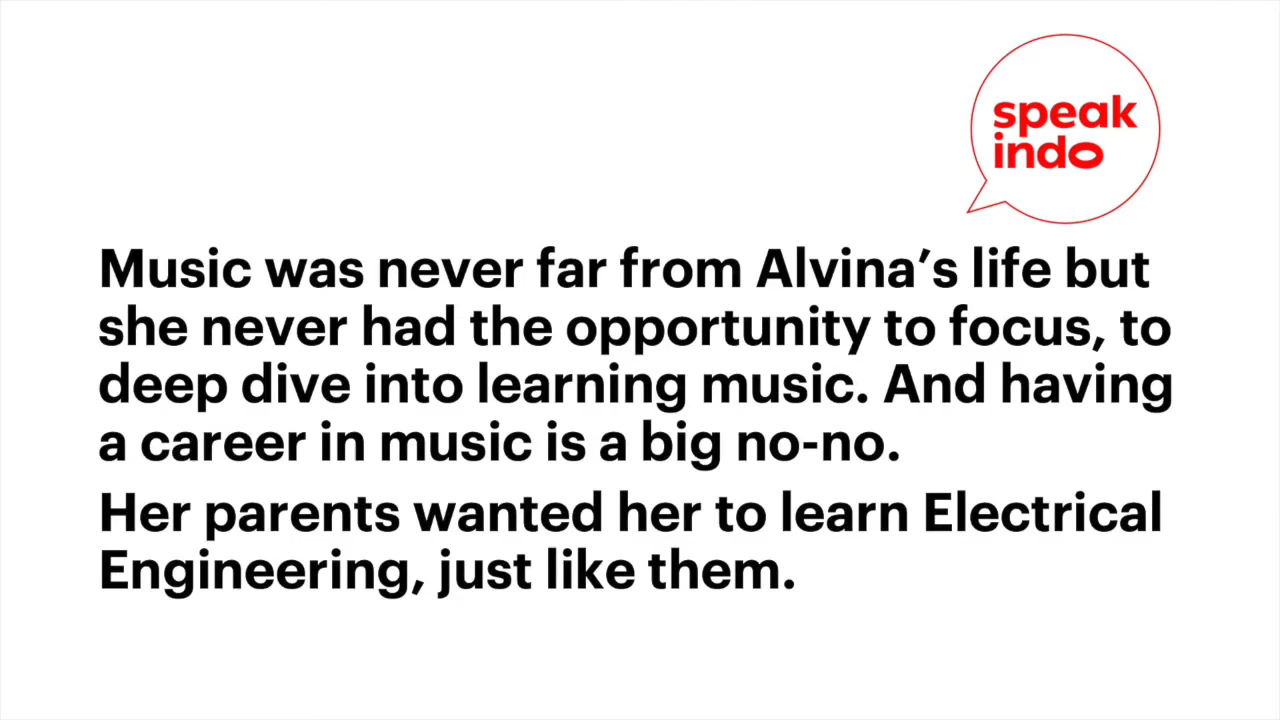 speak
indo
Music was never far from Alvina’s life but
she never had the opportunity to focus, to
deep dive into learning music. And having
a career in music is a big no-no.
Her parents wanted her to learn Electrical
Engineering, just like them.